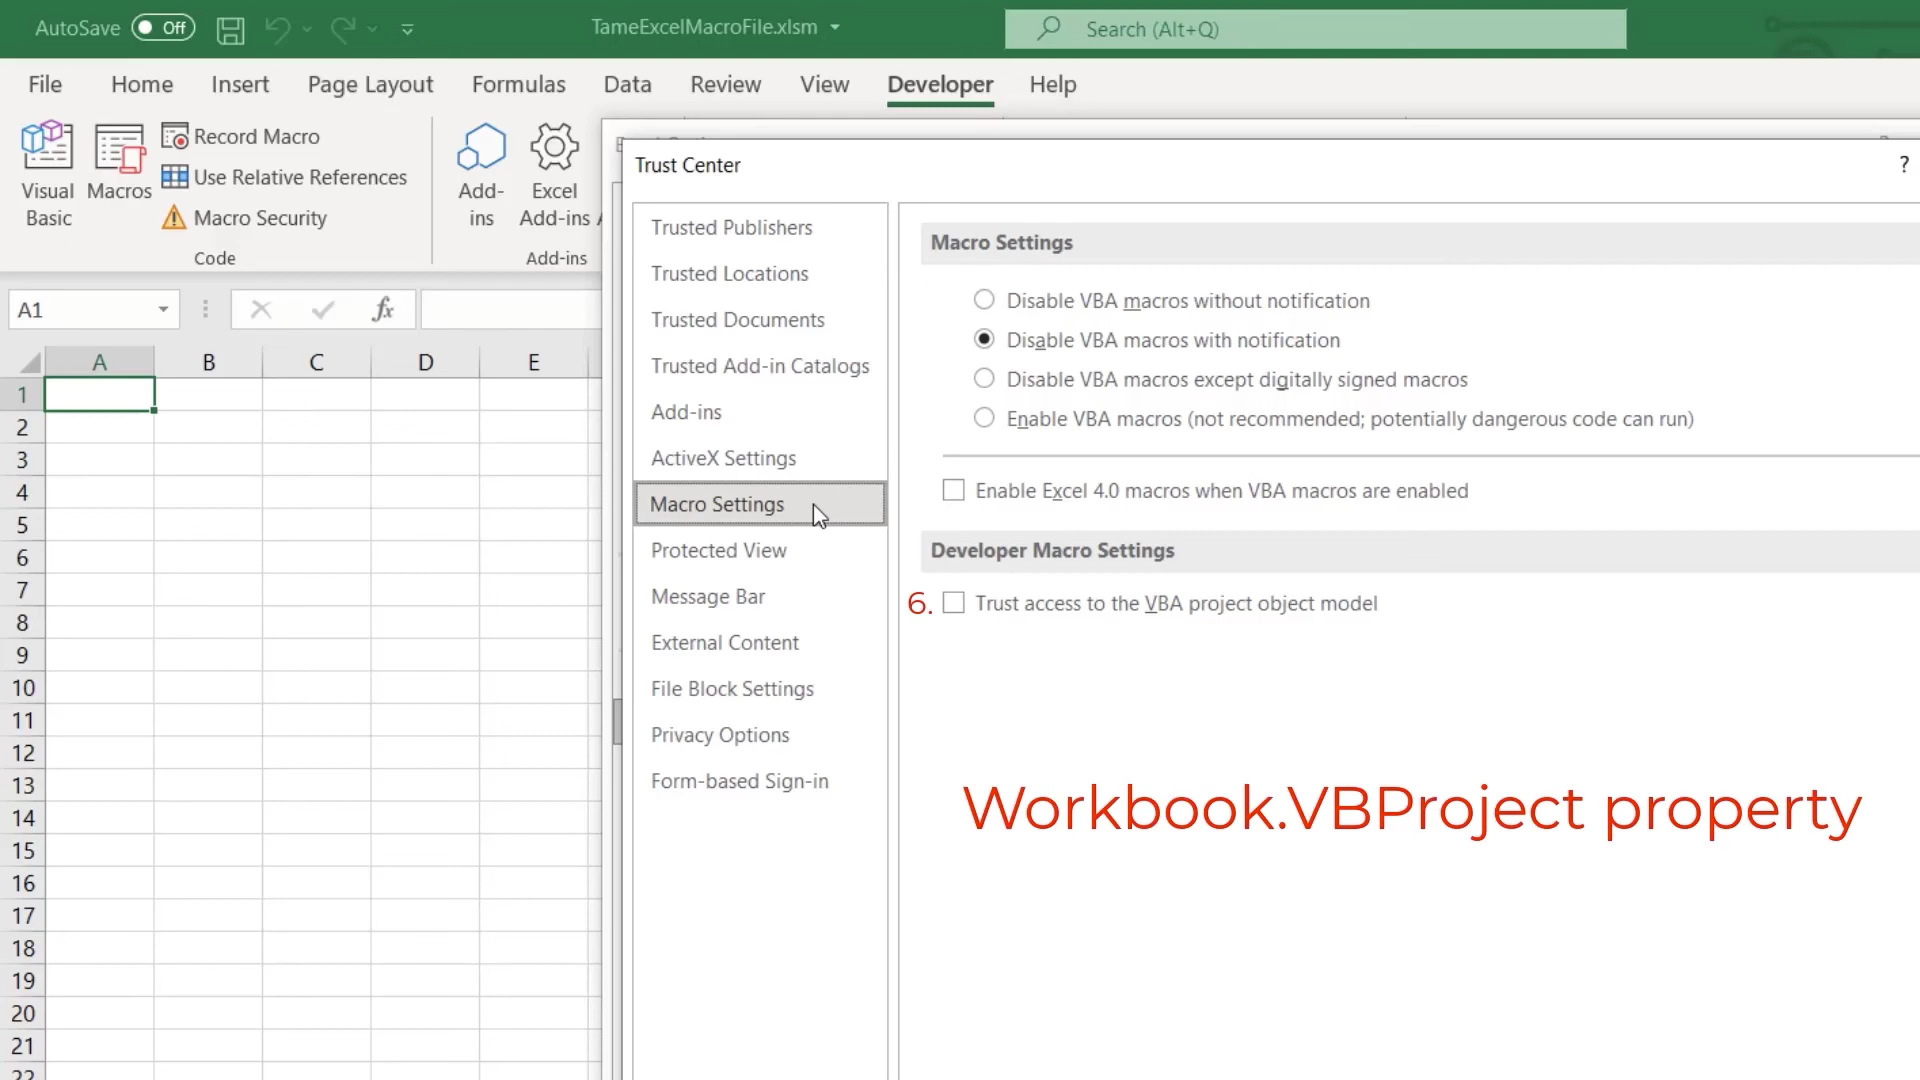 AutoSave Off TameExcelMacroFile.xlsm Search (Alt+Q)
File Home Insert Page Layout Formulas Data Review View Developer Help
Visual Basic
Macros
Record Macro
Use Relative References
Macro Security
Code
Add-ins
Excel Add-ins
Add-ins
A1
fx
A B C D E
1
2
3
4
5
6
7
8
9
10
11
12
13
14
15
16
17
18
19
20
21
22
Trust Center ?
Trusted Publishers
Trusted Locations
Trusted Documents
Trusted Add-in Catalogs
Add-ins
ActiveX Settings
Macro Settings
Protected View
Message Bar
External Content
File Block Settings
Privacy Options
Form-based Sign-in
Macro Settings
Disable VBA macros without notification
Disable VBA macros with notification
Disable VBA macros except digitally signed macros
Enable VBA macros (not recommended; potentially dangerous code can run)
Enable Excel 4.0 macros when VBA macros are enabled
Developer Macro Settings
6. Trust access to the VBA project object model
Workbook.VBProject property